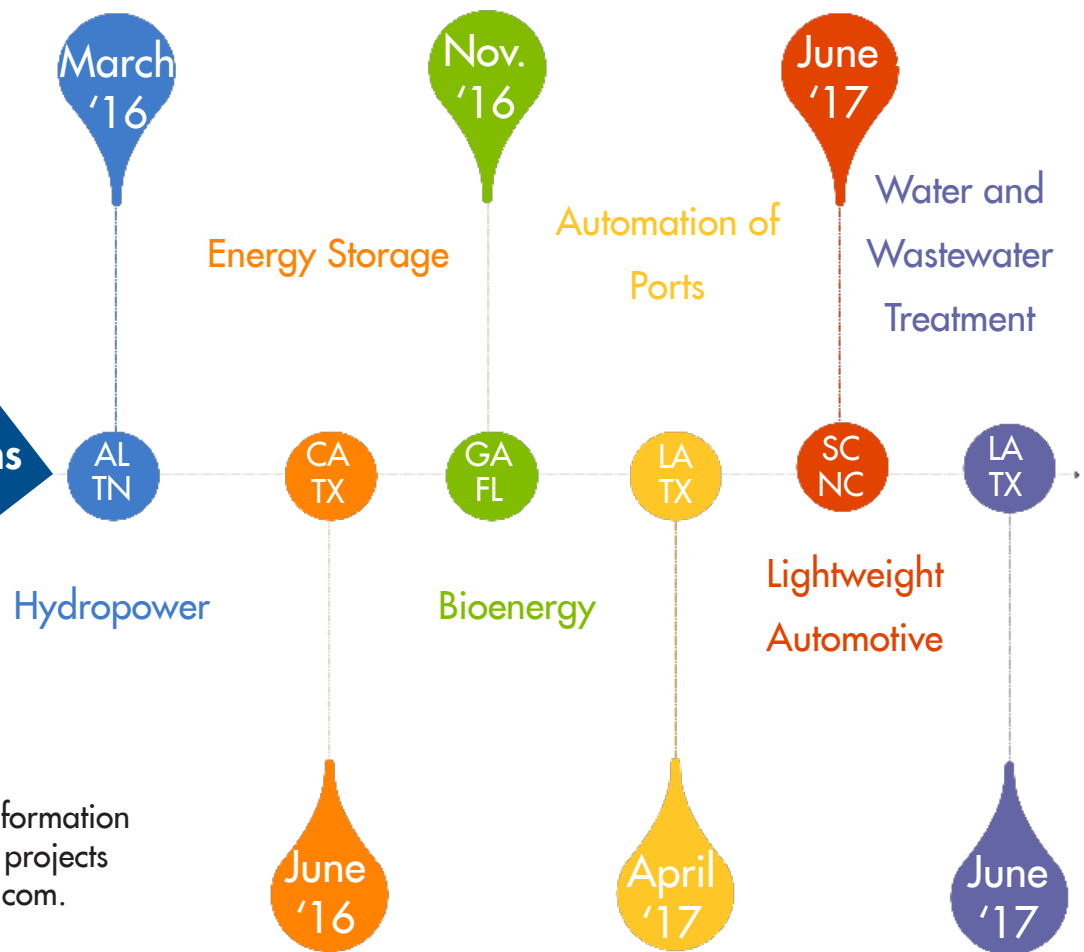 March
‘16
Nov.
‘16
June
‘17
Energy Storage
Automation of
Ports
Water and
Wastewater
Treatment
AL
TN
CA
TX
GA
FL
LA
TX
SC
NC
LA
TX
Hydropower
Bioenergy
Lightweight
Automotive
projects
com.
June
‘16
April
‘17
June
‘17